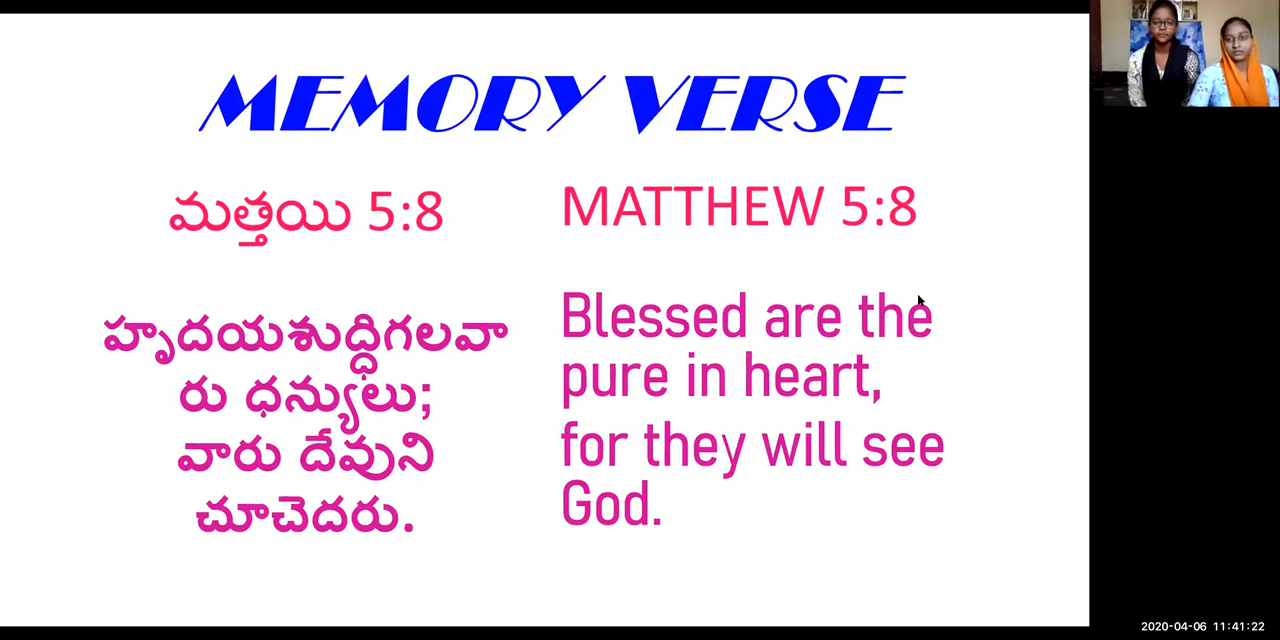 MEMORY VERSE
మత్తయి 5:8
హృదయశుద్ధిగలవా
రు ధన్యులు;
వారు దేవుని
చూచెదరు.
MATTHEW 5:8
Blessed are the
pure in heart,
for they will see
God.
2020-04-06 11:41:22